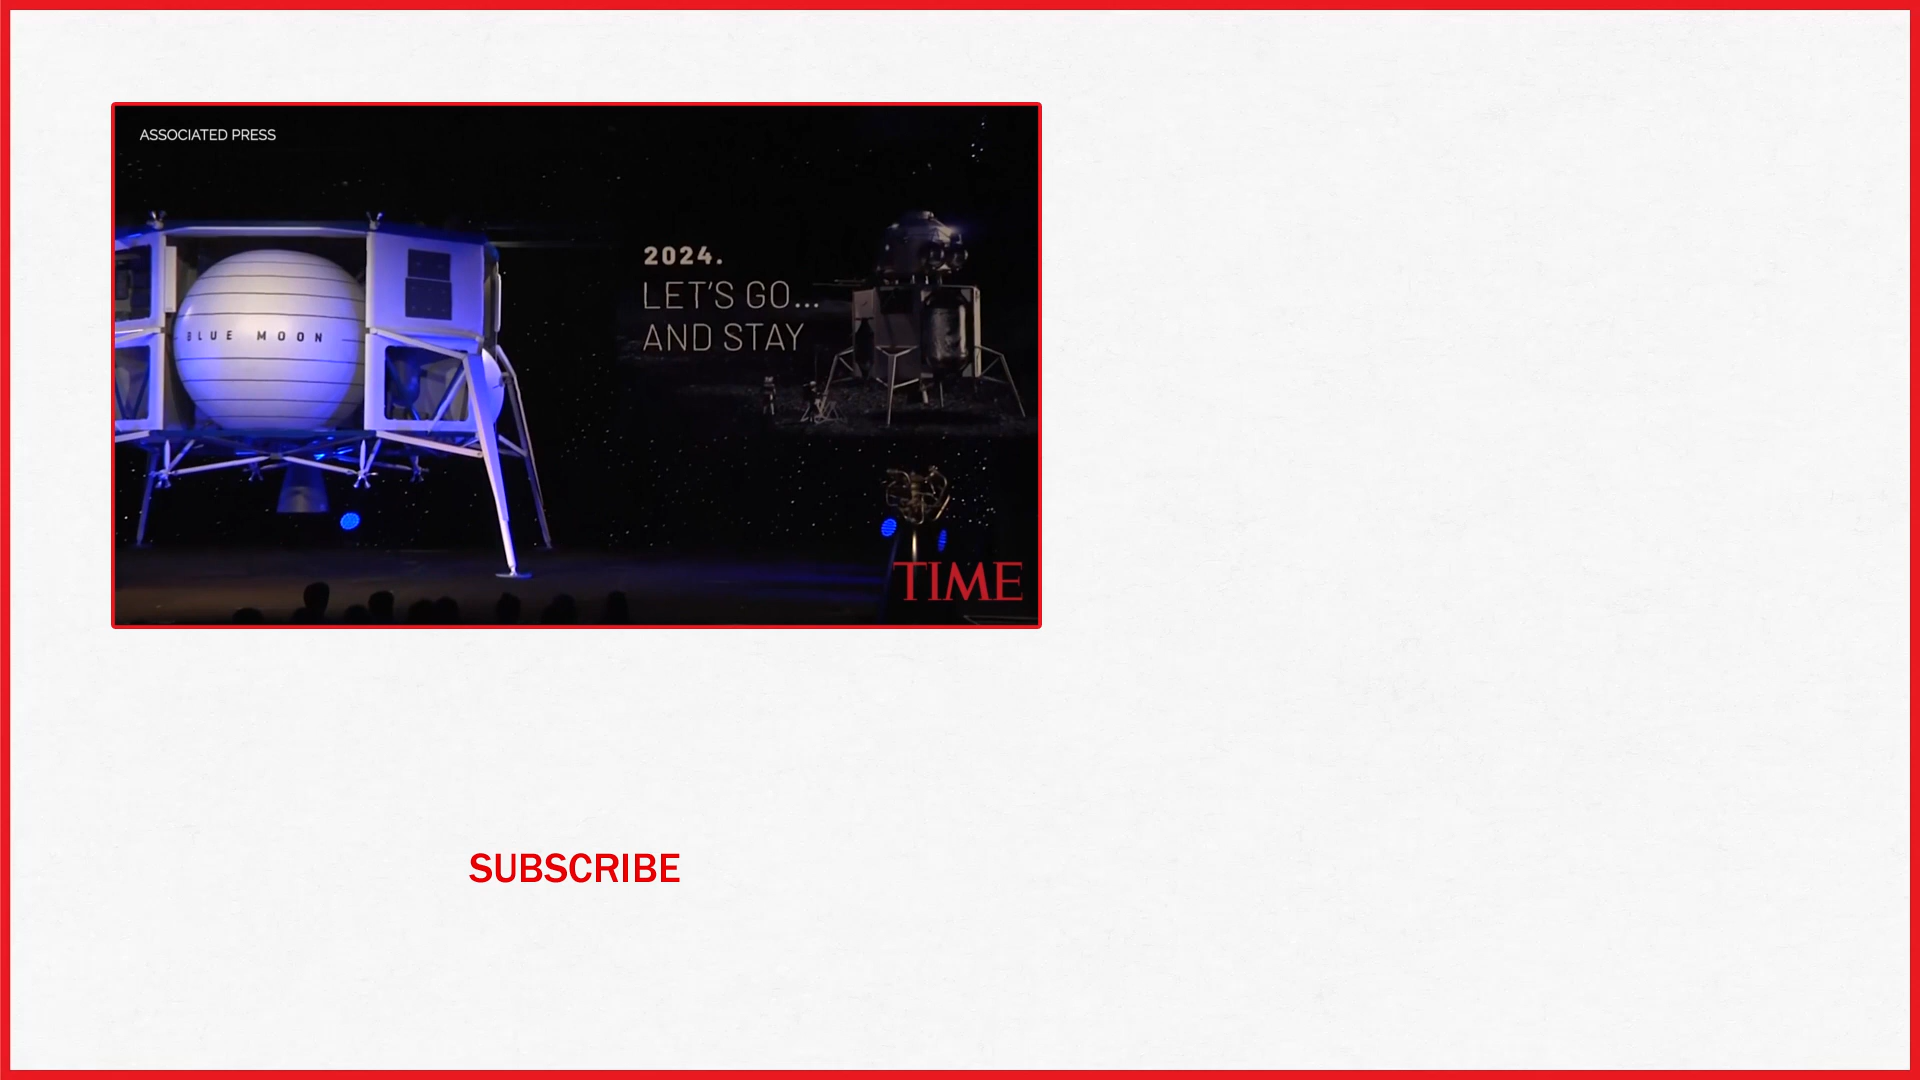 ASSOCIATED PRESS
2024.
LET'S GO...
AND STAY
BLUE MOON
TIME
SUBSCRIBE